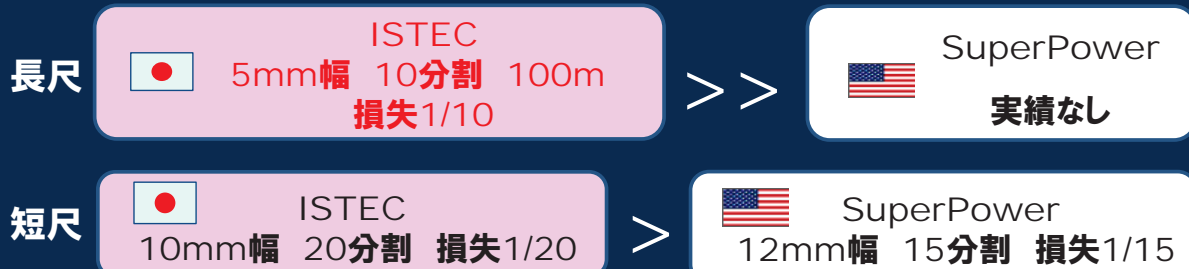 長尺
ISTEC
5mm幅 10分割 100m
損失1/10
>>
SuperPower
実績なし
短尺
ISTEC
10mm幅 20分割 損失1/20
>
SuperPower
12mm幅 15分割 損失1/15